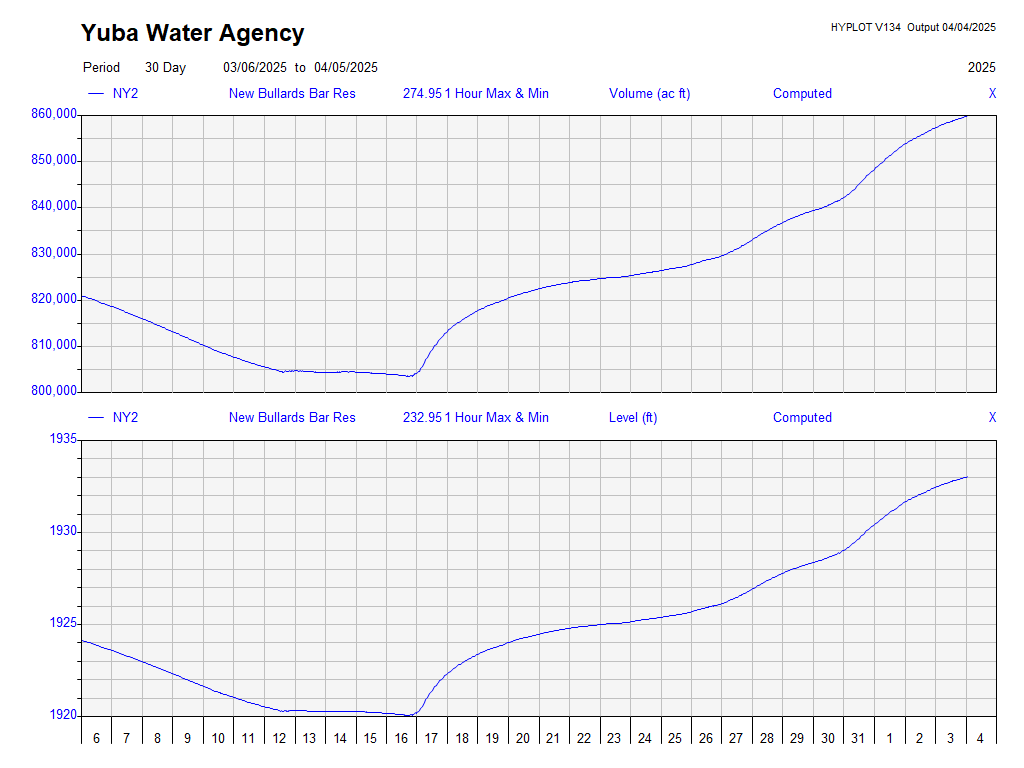 Yuba Water Agency
HYPLOT V134 Output 04/04/2025
Period 30 Day 03/06/2025 to 04/05/2025 2025
NY2 New Bullards Bar Res 274.95 1 Hour Max & Min Volume (ac ft) Computed X
860,000
850,000
840,000
830,000
820,000
810,000
800,000
NY2 New Bullards Bar Res 232.95 1 Hour Max & Min Level (ft) Computed X
1935
1930
1925
1920
6 7 8 9 10 11 12 13 14 15 16 17 18 19 20 21 22 23 24 25 26 27 28 29 30 31 1 2 3 4